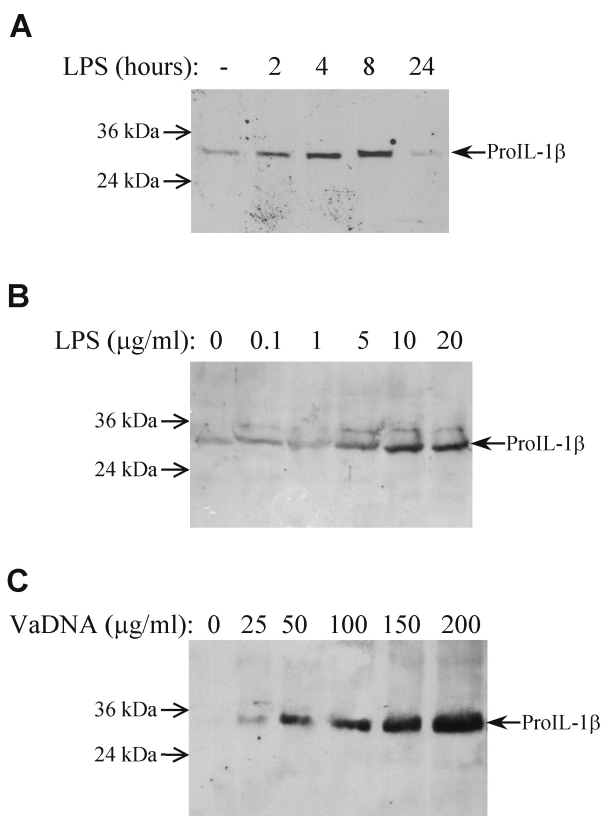 A
LPS (hours): - 2 4 8 24
36 kDa
ProIL-1β
24 kDa
B
LPS (μg/ml): 0 0.1 1 5 10 20
36 kDa
ProIL-1β
24 kDa
C
VaDNA (μg/ml): 0 25 50 100 150 200
36 kDa
ProIL-1β
24 kDa